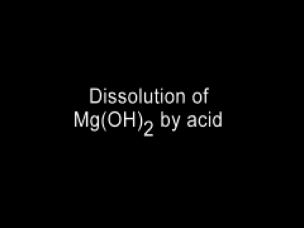 Dissolution of
Mg(OH)₂ by acid